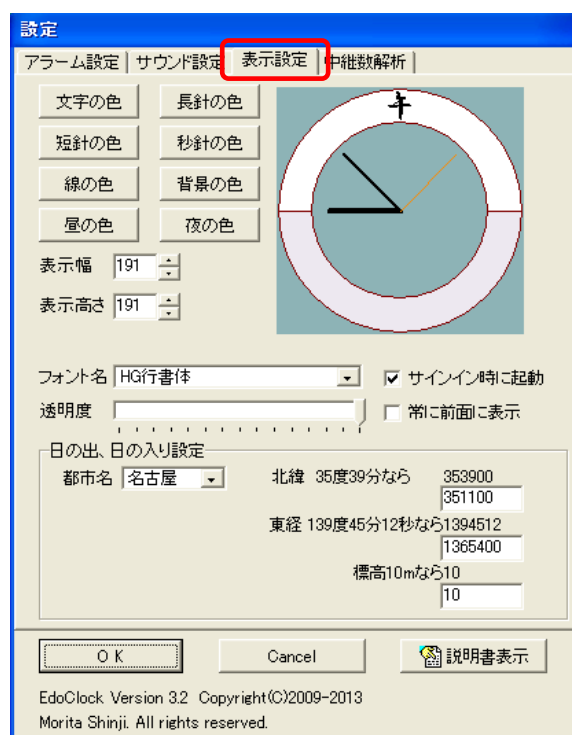 設定
アラーム設定 サウンド設定 表示設定 中継数解析
文字の色 長針の色
短針の色 秒針の色
線の色 背景の色
昼の色 夜の色
午
表示幅 191
表示高さ 191
フォント名 HG行書体 サインイン時に起動
透明度 常に前面に表示
日の出、日の入り設定
都市名 名古屋 北緯 35度39分なら 353900
351100
東経 139度45分12秒なら1394512
1365400
標高10mなら10
10
OK Cancel 説明書表示
EdoClock Version 3.2 Copyright(C)2009-2013
Morita Shinji. All rights reserved.